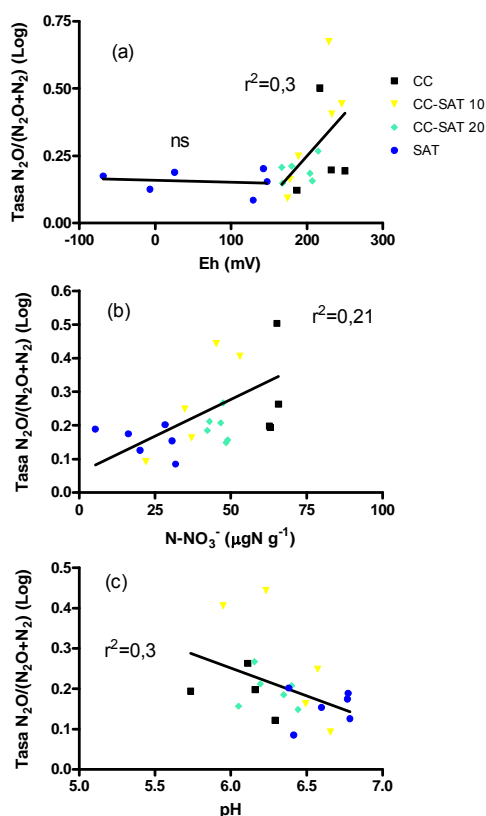 (a)
r²=0,3
ns
Tasa N₂O/(N₂O+N₂) (Log)
0.75
0.50
0.25
0.00
-100 0 100 200 300
Eh (mV)
CC
CC-SAT 10
CC-SAT 20
SAT
(b)
r²=0,21
Tasa N₂O/(N₂O+N₂) (Log)
0.6
0.5
0.4
0.3
0.2
0.1
0.0
0 25 50 75 100
N-NO₃⁻ (µgN g⁻¹)
(c)
r²=0,3
Tasa N₂O/(N₂O+N₂) (Log)
0.5
0.4
0.3
0.2
0.1
0.0
5.0 5.5 6.0 6.5 7.0
pH